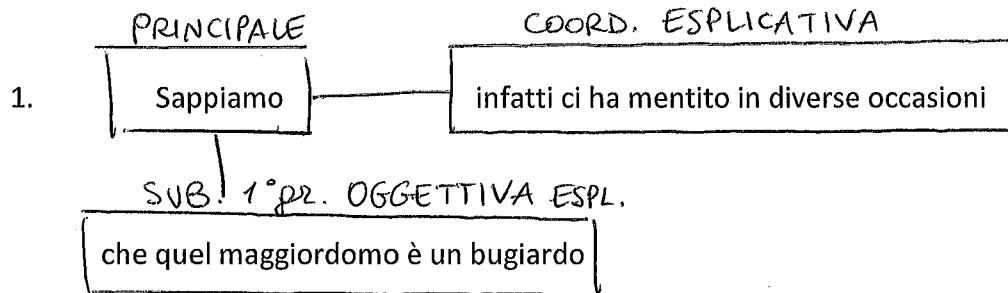 PRINCIPALE COORD. ESPLICATIVA
1. Sappiamo infatti ci ha mentito in diverse occasioni
SUB. 1° gr. OGGETTIVA ESPL.
che quel maggiordomo è un bugiardo